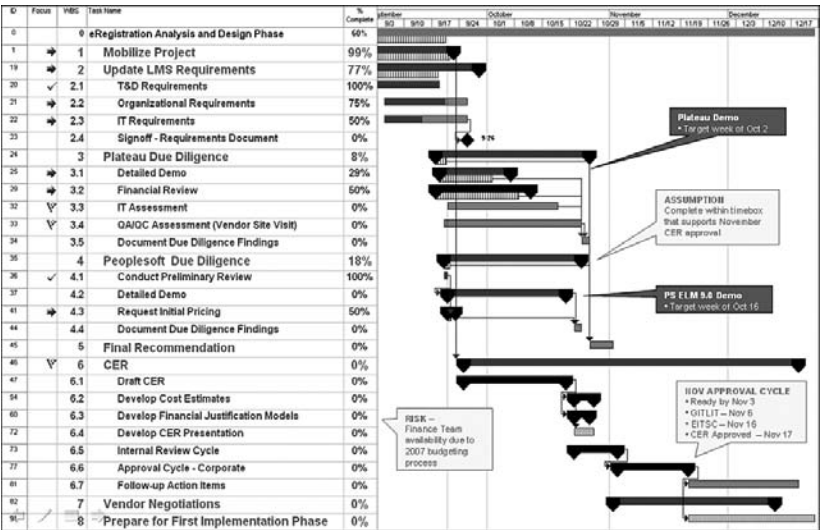 ID Focus WBS Task Name % Complete
September October November December
9/3 9/10 9/17 9/24 10/1 10/8 10/15 10/22 10/29 11/5 11/12 11/19 11/26 12/3 12/10 12/17
0 0 eRegistration Analysis and Design Phase 60%
1 1 Mobilize Project 99%
19 2 Update LMS Requirements 77%
20 2.1 T&D Requirements 100%
21 2.2 Organizational Requirements 75%
22 2.3 IT Requirements 50%
23 2.4 Signoff - Requirements Document 0%
9/26
24 3 Plateau Due Diligence 8%
25 3.1 Detailed Demo 29%
29 3.2 Financial Review 50%
32 3.3 IT Assessment 0%
33 3.4 QA/QC Assessment (Vendor Site Visit) 0%
34 3.5 Document Due Diligence Findings 0%
35 4 Peoplesoft Due Diligence 18%
36 4.1 Conduct Preliminary Review 100%
37 4.2 Detailed Demo 0%
41 4.3 Request Initial Pricing 50%
44 4.4 Document Due Diligence Findings 0%
45 5 Final Recommendation 0%
46 6 CER 0%
47 6.1 Draft CER 0%
54 6.2 Develop Cost Estimates 0%
60 6.3 Develop Financial Justification Models 0%
72 6.4 Develop CER Presentation 0%
73 6.5 Internal Review Cycle 0%
77 6.6 Approval Cycle - Corporate 0%
81 6.7 Follow-up Action Items 0%
82 7 Vendor Negotiations 0%
8 Prepare for First Implementation Phase 0%
Plateau Demo
• Target week of Oct 2
ASSUMPTION
Complete within timebox
that supports November
CER approval
PS ELM 9.0 Demo
• Target week of Oct 16
NOV APPROVAL CYCLE
• Ready by Nov 3
• GITLIT – Nov 6
• EITSC – Nov 16
• CER Approved – Nov 17
RISK –
Finance Team
availability due to
2007 budgeting
process